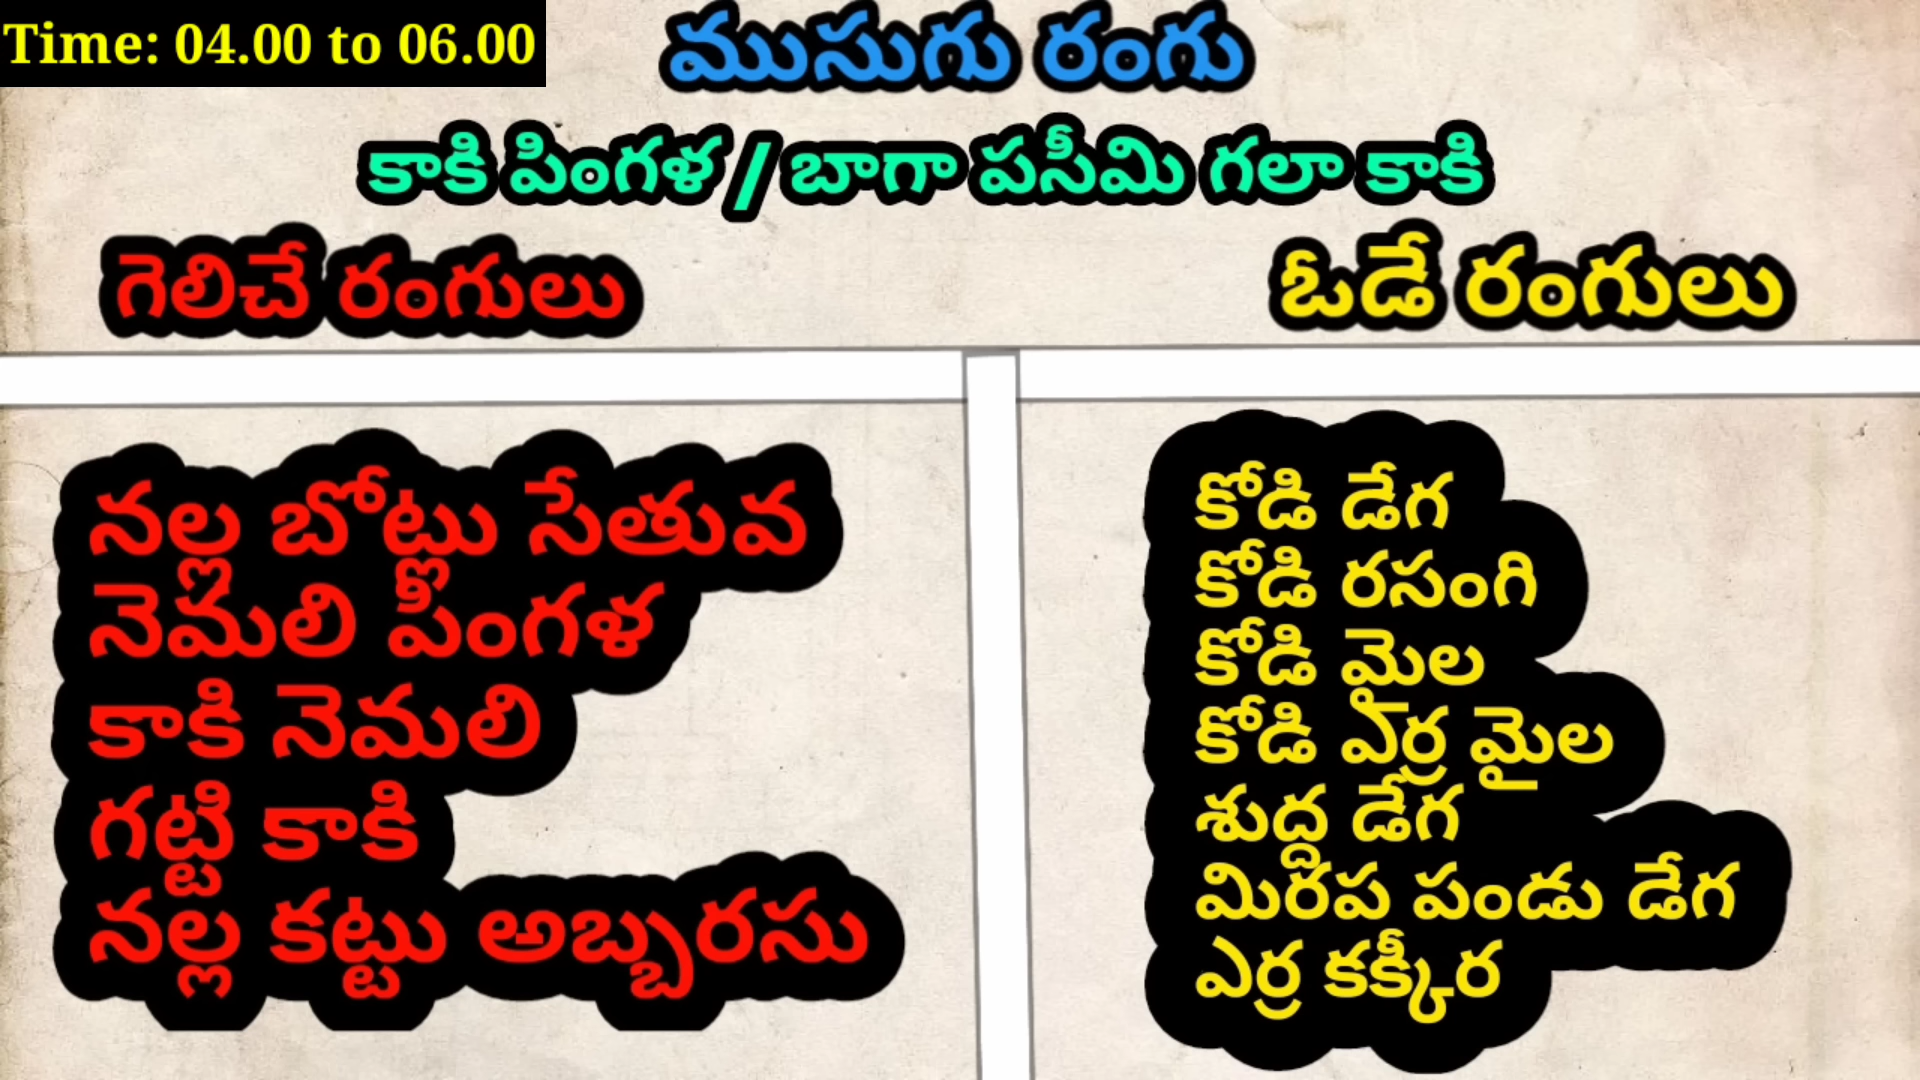 Time: 04.00 to 06.00
ముసుగు రంగు
కాకి పింగళ / బాగా పసీమి గలా కాకి
గెలిచే రంగులు
ఓడే రంగులు
నల్ల బోట్లు సేతువ
నెమలి పింగళ
కాకి నెమలి
గట్టి కాకి
నల్ల కట్టు అబ్బరసు
కోడి డేగ
కోడి రసంగి
కోడి మైల
కోడి ఎర్ర మైల
శుద్ద డేగ
మిరప పండు డేగ
ఎర్ర కక్కీర